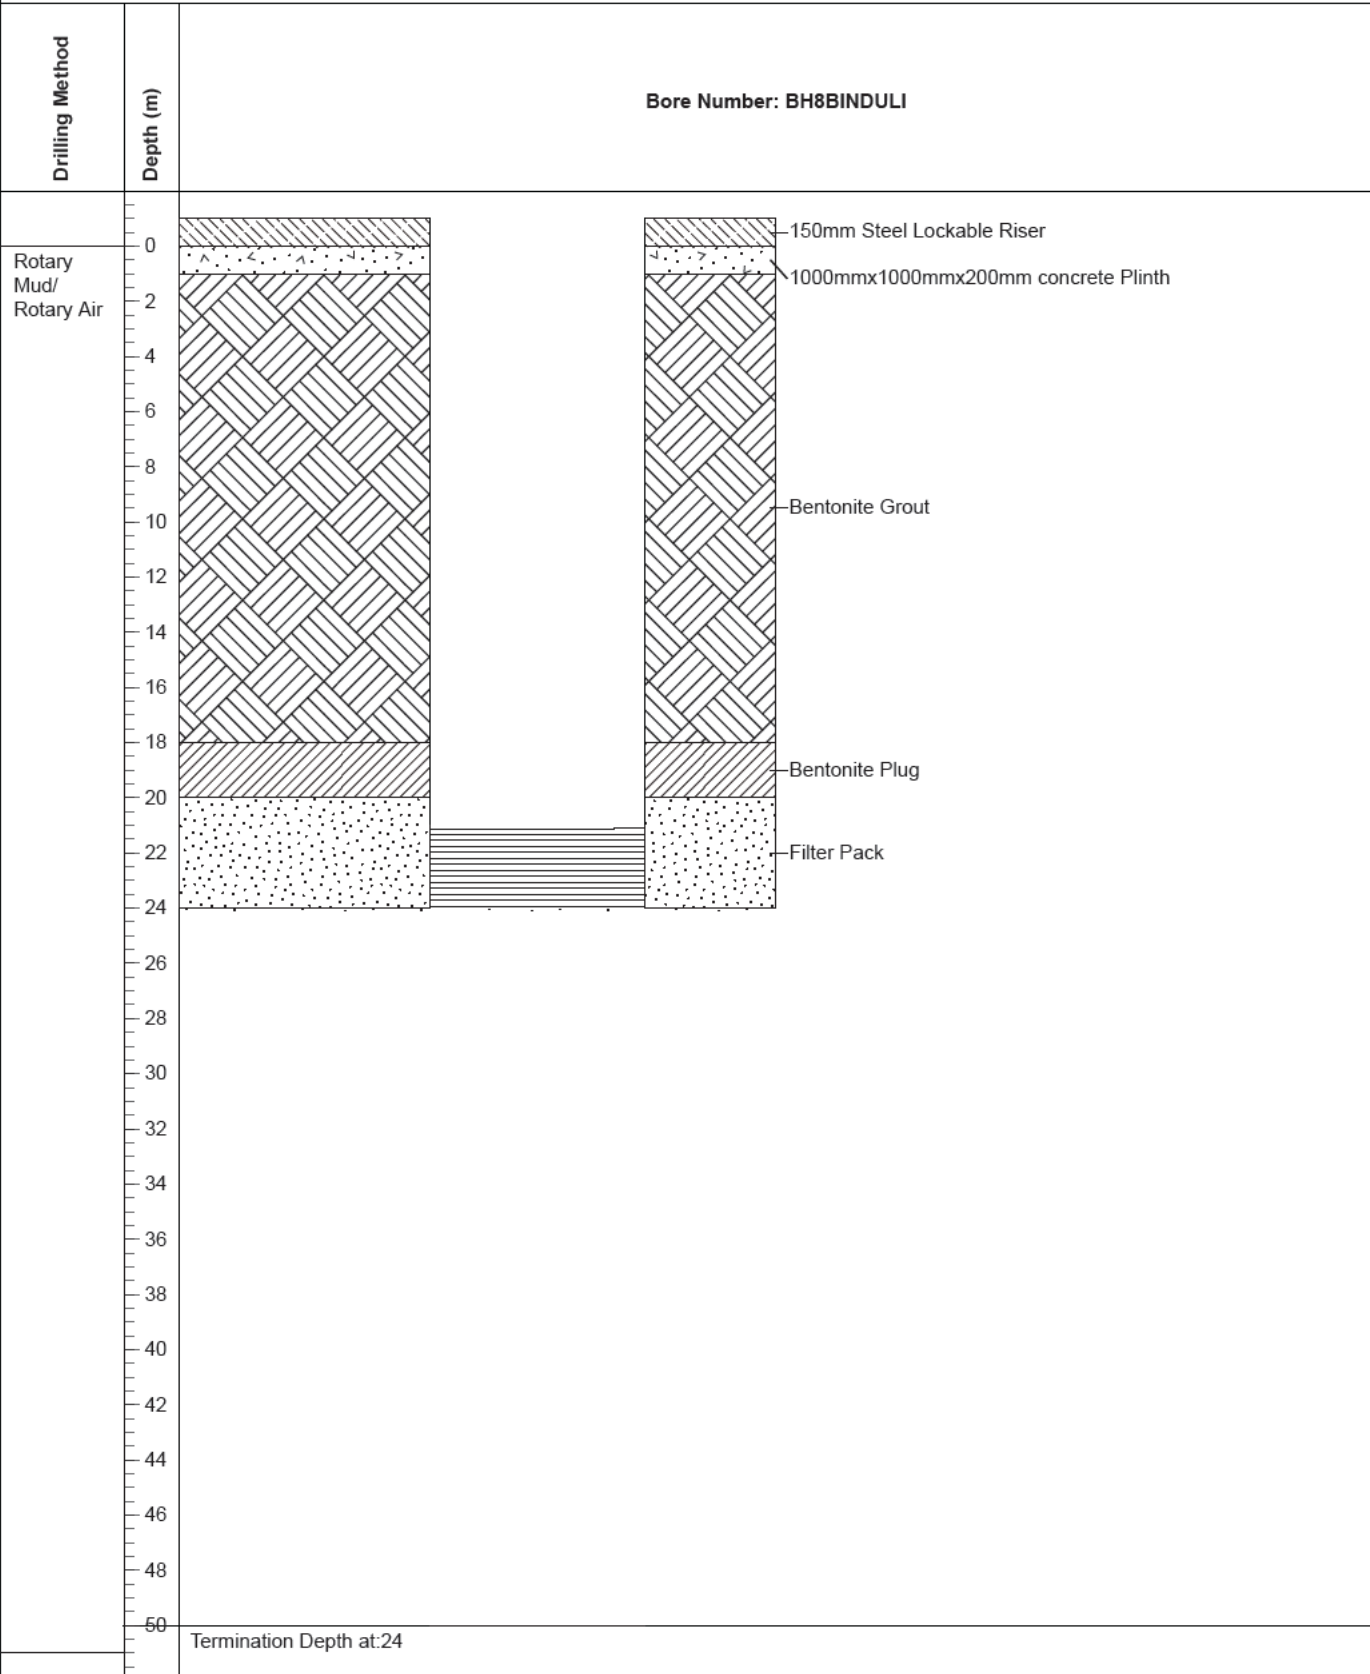 Drilling Method
Depth (m)
Bore Number: BH8BINDULI
150mm Steel Lockable Riser
0
Rotary
Mud/
Rotary Air
1000mmx1000mmx200mm concrete Plinth
2
4
6
8
Bentonite Grout
10
12
14
16
18
Bentonite Plug
20
22
Filter Pack
24
26
28
30
32
34
36
38
40
42
44
46
48
50
Termination Depth at:24